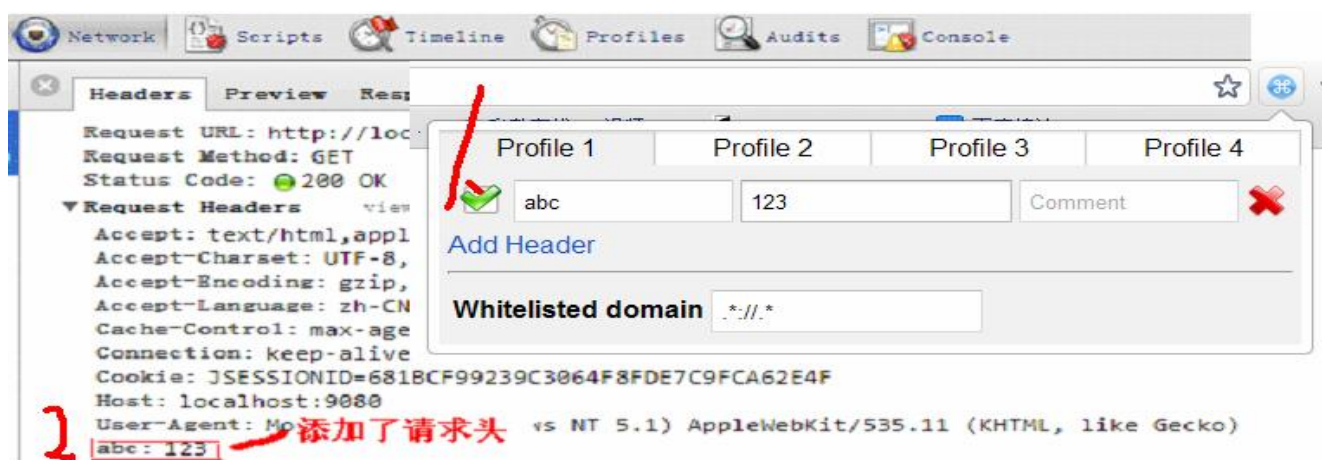 Network Scripts Timeline Profiles Audits Console
Headers Preview
Request URL: http://loc
Request Method: GET
Status Code: 200 OK
Request Headers view
Accept: text/html,appl
Accept-Charset: UTF-8,
Accept-Encoding: gzip,
Accept-Language: zh-CN
Cache-Control: max-age
Connection: keep-alive
Cookie: JSESSIONID=681BCF99239C3064F8FDE7C9FCA62E4F
Host: localhost:9080
User-Agent: Mo 添加了请求头 vs NT 5.1) AppleWebKit/535.11 (KHTML, like Gecko)
abc: 123
Profile 1 Profile 2 Profile 3 Profile 4
abc 123 Comment
Add Header
Whitelisted domain .*://.*
1
2